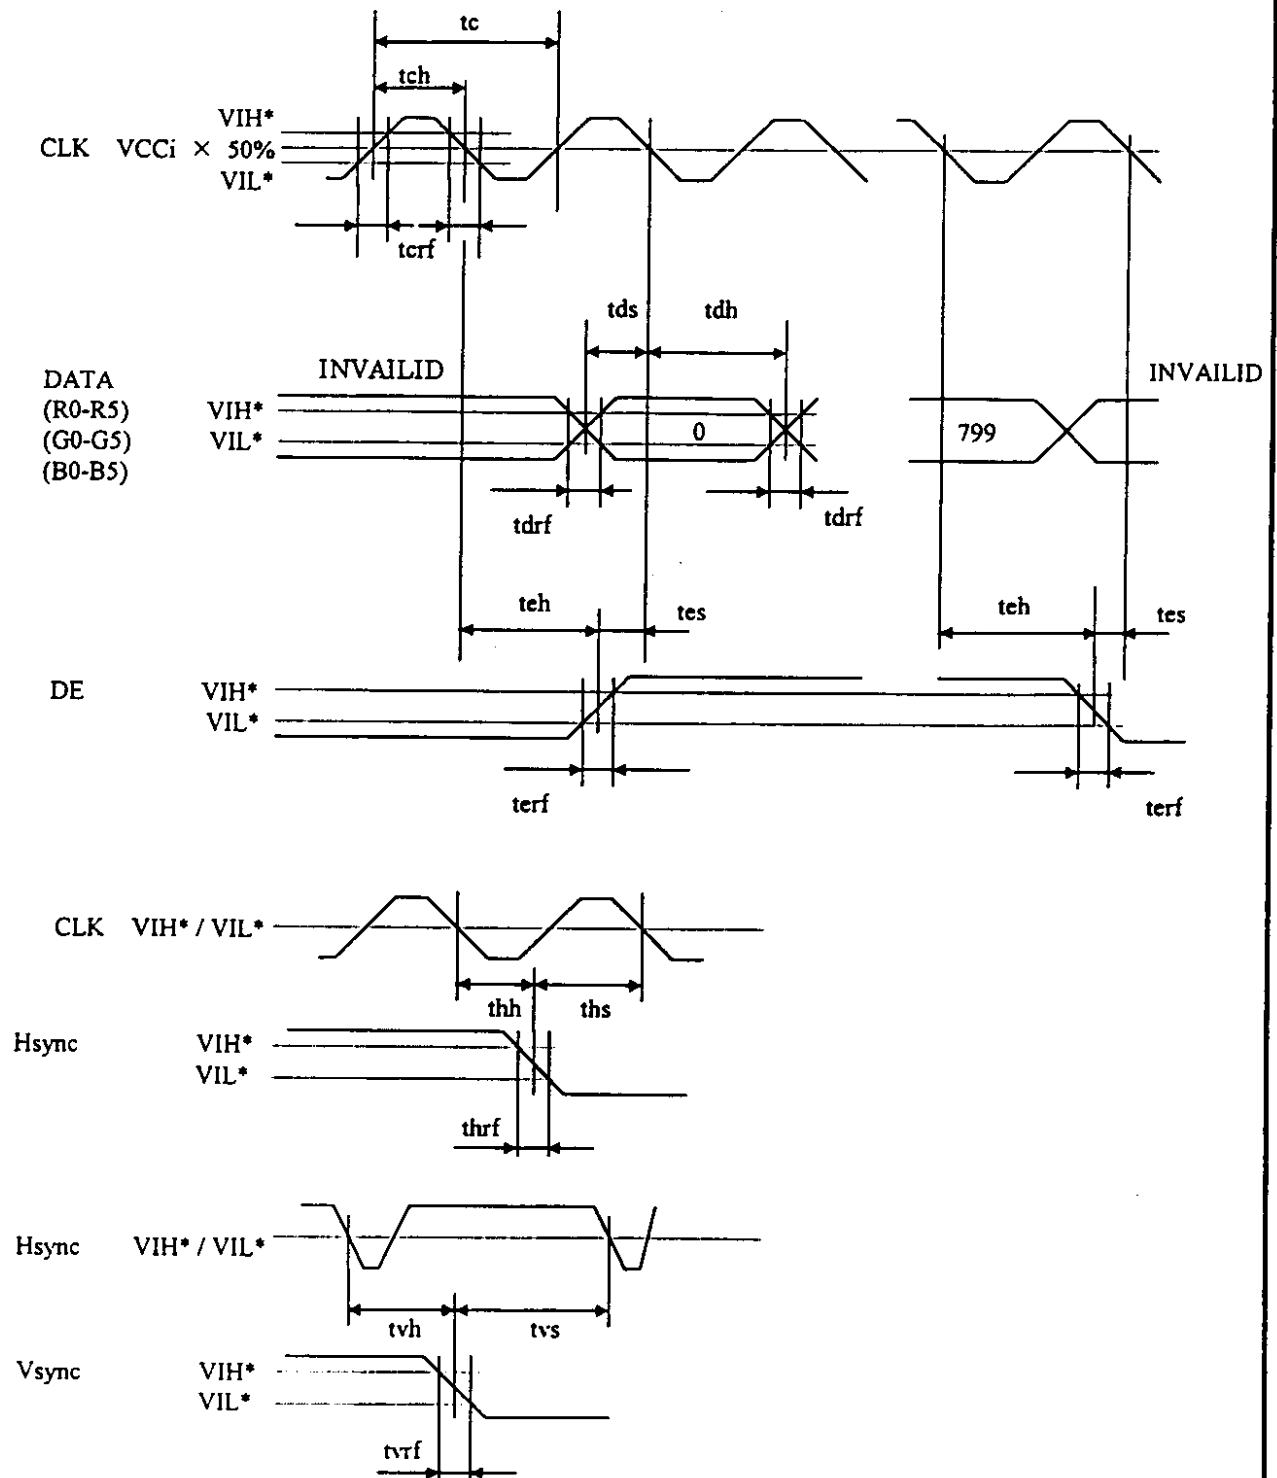 tc
tch
VIH*
CLK VCCi × 50%
VIL*
tcrf
tds tdh
INVAILID
INVAILID
DATA
(R0-R5) VIH*
(G0-G5) VIL* 0 799
(B0-B5)
tdrf tdrf
teh tes teh tes
DE VIH*
VIL*
terf terf
CLK VIH* / VIL*
thh ths
Hsync VIH*
VIL*
thrf
Hsync VIH* / VIL*
tvh tvs
Vsync VIH*
VIL*
tvrf